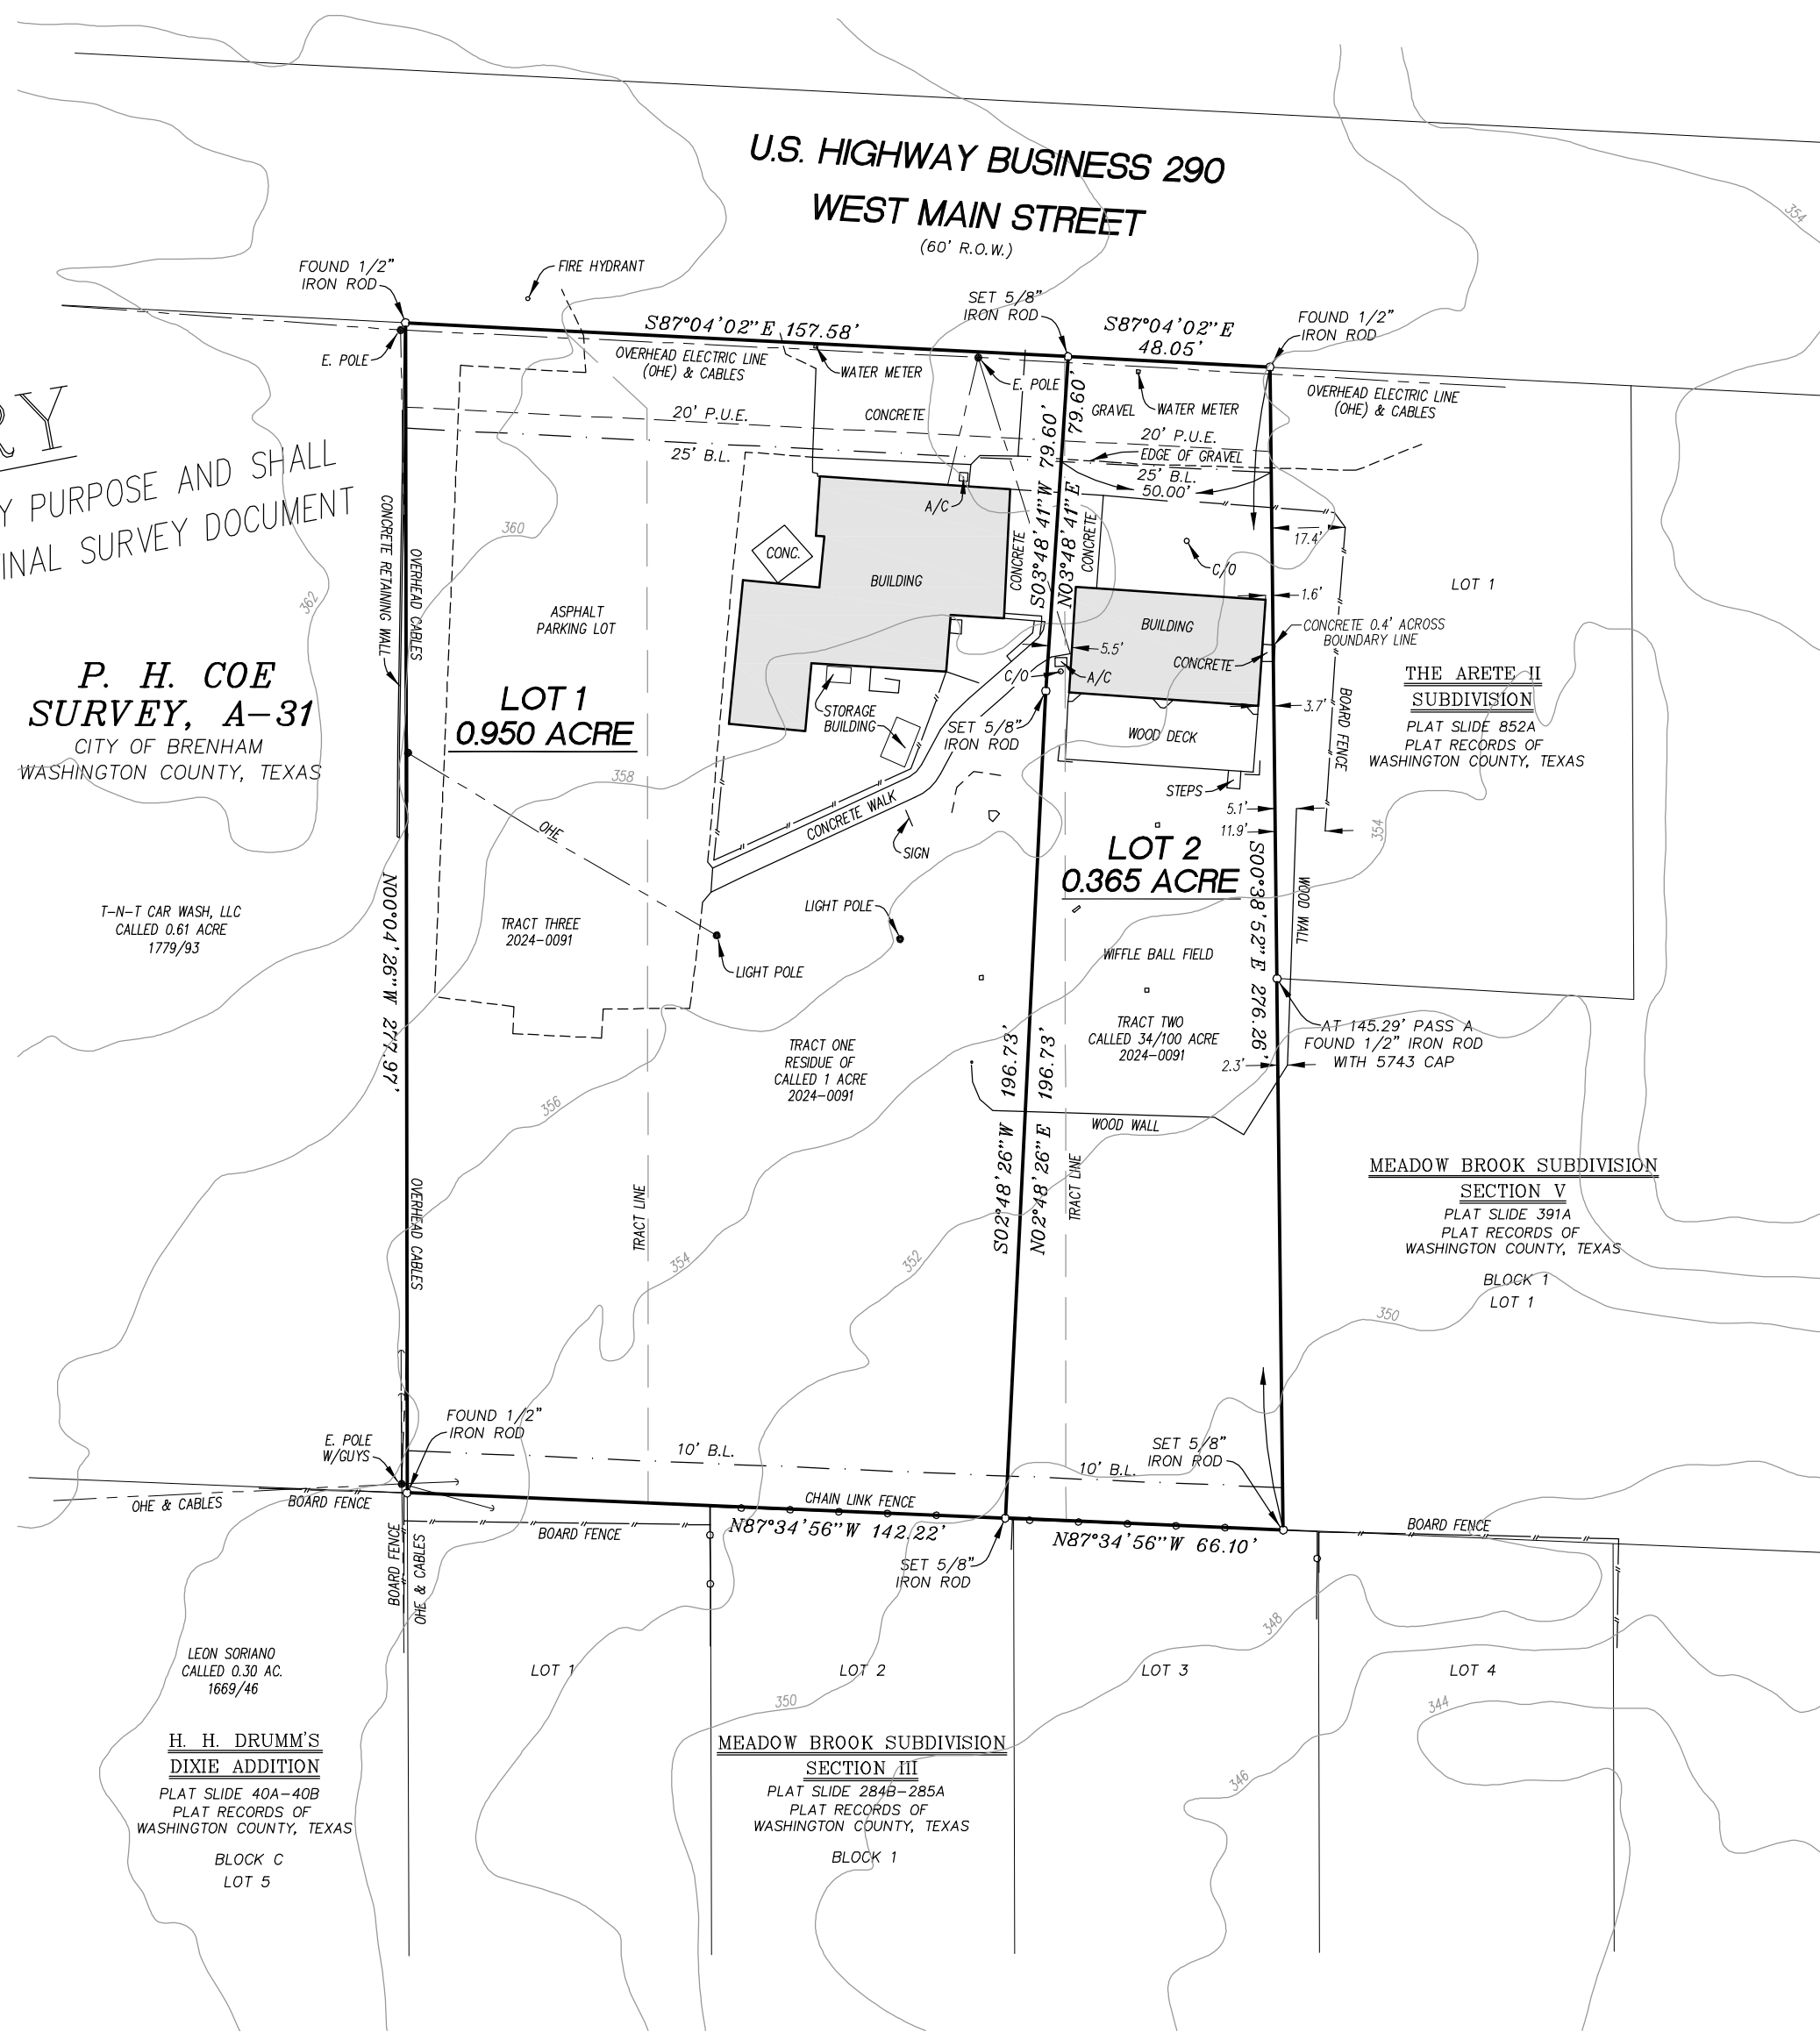 U.S. HIGHWAY BUSINESS 290
WEST MAIN STREET
(60' R.O.W.)
354
FOUND 1/2"
IRON ROD
FIRE HYDRANT
SET 5/8"
IRON ROD
FOUND 1/2"
IRON ROD
S87°04'02"E 157.58'
S87°04'02"E
48.05'
E. POLE
OVERHEAD ELECTRIC LINE
(OHE) & CABLES
WATER METER
E. POLE
GRAVEL
WATER METER
OVERHEAD ELECTRIC LINE
(OHE) & CABLES
20' P.U.E.
CONCRETE
20' P.U.E.
25' B.L.
EDGE OF GRAVEL
25' B.L.
50.00'
RY
Y PURPOSE AND SHALL
INAL SURVEY DOCUMENT
CONCRETE RETAINING WALL
OVERHEAD CABLES
360
362
A/C
CONC.
BUILDING
CONCRETE
S03°48'41"W 79.60'
N03°48'41"E
79.60'
CONCRETE
C/O
17.4'
1.6'
LOT 1
ASPHALT
PARKING LOT
BUILDING
CONCRETE 0.4' ACROSS
BOUNDARY LINE
5.5'
CONCRETE
C/O
A/C
3.7'
BOARD FENCE
THE ARETE II
SUBDIVISION
PLAT SLIDE 852A
PLAT RECORDS OF
WASHINGTON COUNTY, TEXAS
P. H. COE
SURVEY, A-31
CITY OF BRENHAM
WASHINGTON COUNTY, TEXAS
LOT 1
0.950 ACRE
STORAGE
BUILDING
SET 5/8"
IRON ROD
WOOD DECK
STEPS
358
OHE
CONCRETE WALK
SIGN
5.1'
11.9'
354
LOT 2
0.365 ACRE
S00°38'52"E 276.26'
WOOD WALL
N00°04'26"W 277.97'
T-N-T CAR WASH, LLC
CALLED 0.61 ACRE
1779/93
TRACT THREE
2024-0091
LIGHT POLE
LIGHT POLE
WIFFLE BALL FIELD
TRACT TWO
CALLED 34/100 ACRE
2024-0091
AT 145.29' PASS A
FOUND 1/2" IRON ROD
WITH 5743 CAP
2.3'
TRACT ONE
RESIDUE OF
CALLED 1 ACRE
2024-0091
356
S02°48'26"W 196.73'
N02°48'26"E 196.73'
WOOD WALL
TRACT LINE
TRACT LINE
OVERHEAD CABLES
354
352
350
MEADOW BROOK SUBDIVISION
SECTION V
PLAT SLIDE 391A
PLAT RECORDS OF
WASHINGTON COUNTY, TEXAS
BLOCK 1
LOT 1
FOUND 1/2"
IRON ROD
E. POLE
W/GUYS
10' B.L.
10' B.L.
SET 5/8"
IRON ROD
OHE & CABLES
BOARD FENCE
BOARD FENCE
CHAIN LINK FENCE
N87°34'56"W 142.22'
N87°34'56"W 66.10'
BOARD FENCE
BOARD FENCE
OHE & CABLES
SET 5/8"
IRON ROD
348
LEON SORIANO
CALLED 0.30 AC.
1669/46
LOT 1
LOT 2
LOT 3
LOT 4
350
344
346
H. H. DRUMM'S
DIXIE ADDITION
PLAT SLIDE 40A-40B
PLAT RECORDS OF
WASHINGTON COUNTY, TEXAS
BLOCK C
LOT 5
MEADOW BROOK SUBDIVISION
SECTION III
PLAT SLIDE 284B-285A
PLAT RECORDS OF
WASHINGTON COUNTY, TEXAS
BLOCK 1